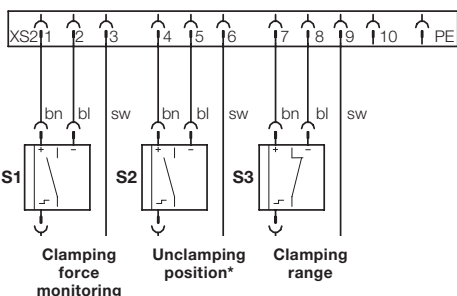 XS2 1 2 3 4 5 6 7 8 9 10 PE
bn bl sw bn bl sw bn bl sw
+ − + − + −
S1 S2 S3
Clamping
force
monitoring
Unclamping
position*
Clamping
range